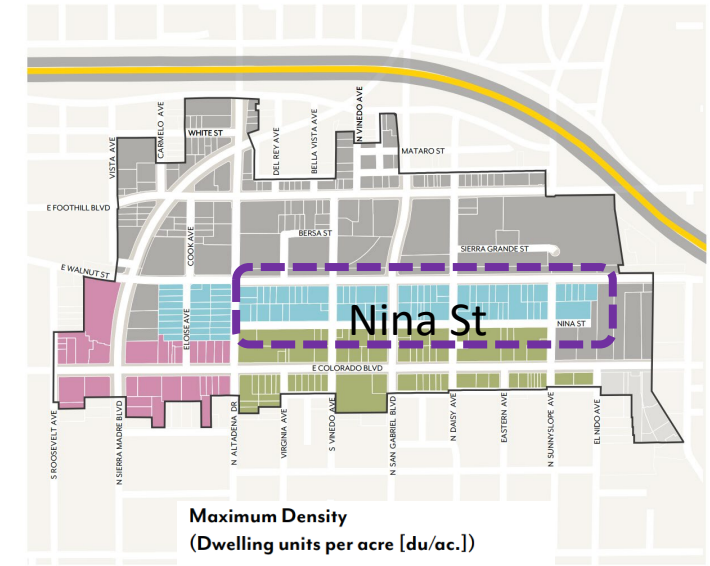 CARMELO AVE
N VINEDO AVE
WHITE ST
VISTA AVE
DEL REY AVE
BELLA VISTA AVE
MATARO ST
E FOOTHILL BLVD
BERSA ST
COOK AVE
SIERRA GRANDE ST
E WALNUT ST
Nina St
ELOISE AVE
NINA ST
E COLORADO BLVD
S ROOSEVELT AVE
N SIERRA MADRE BLVD
N ALTADENA DR
VIRGINIA AVE
S VINEDO AVE
N SAN GABRIEL BLVD
N DAISY AVE
EASTERN AVE
N SUNNYSLOPE AVE
EL NIDO AVE
Maximum Density
(Dwelling units per acre [du/ac.])